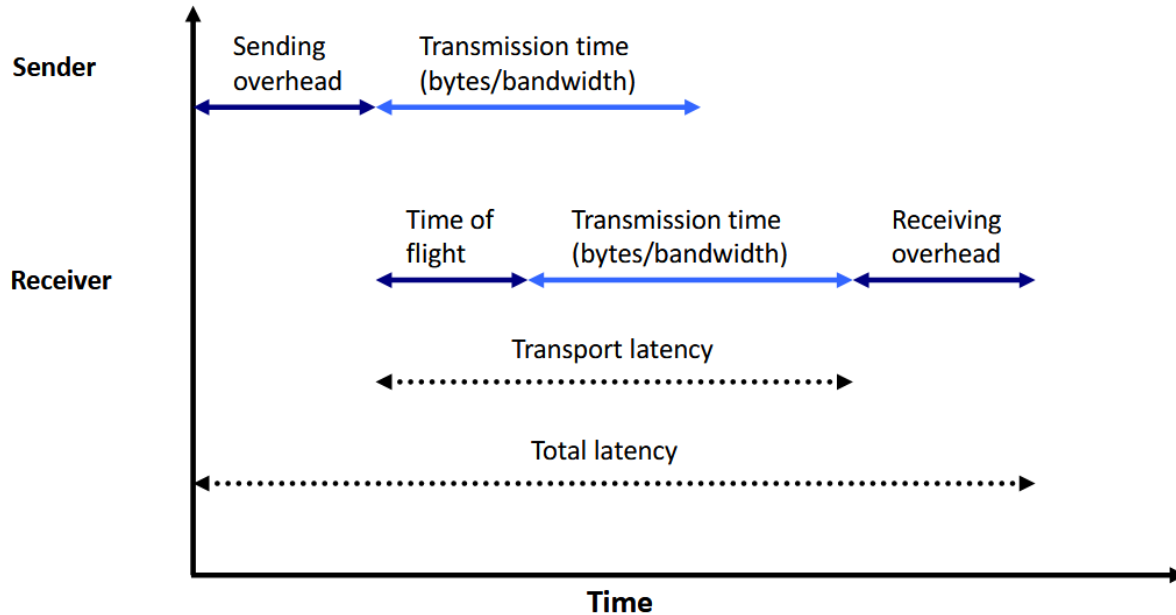 Sender
Sending
overhead
Transmission time
(bytes/bandwidth)
Receiver
Time of
flight
Transmission time
(bytes/bandwidth)
Receiving
overhead
Transport latency
Total latency
Time